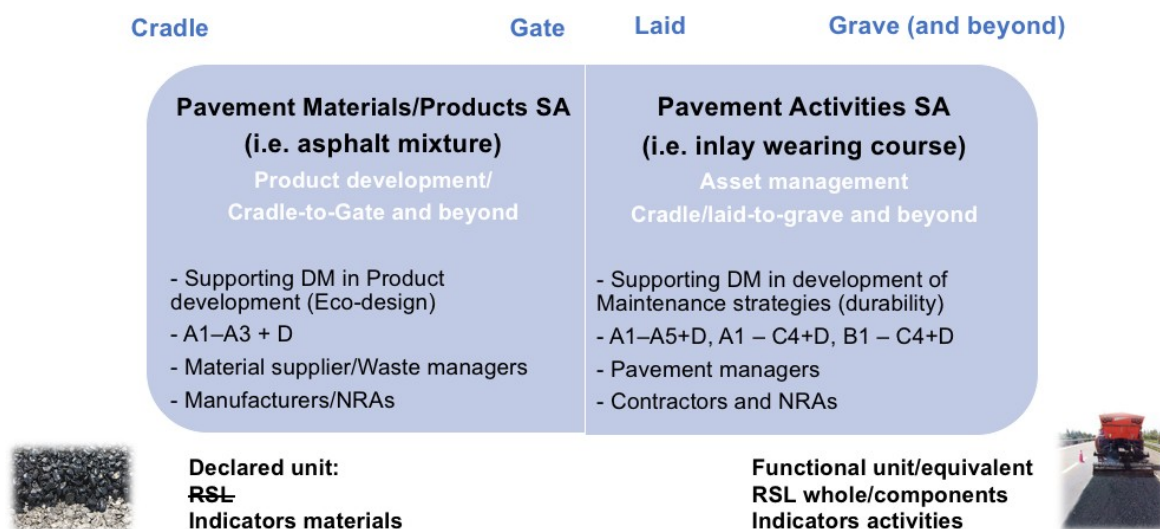 Cradle
Gate
Laid
Grave (and beyond)
Pavement Materials/Products SA
(i.e. asphalt mixture)
Product development/
Cradle-to-Gate and beyond
- Supporting DM in Product
development (Eco-design)
- A1–A3 + D
- Material supplier/Waste managers
- Manufacturers/NRAs
Pavement Activities SA
(i.e. inlay wearing course)
Asset management
Cradle/laid-to-grave and beyond
- Supporting DM in development of
Maintenance strategies (durability)
- A1–A5+D, A1 – C4+D, B1 – C4+D
- Pavement managers
- Contractors and NRAs
Declared unit:
RSL
Indicators materials
Functional unit/equivalent
RSL whole/components
Indicators activities